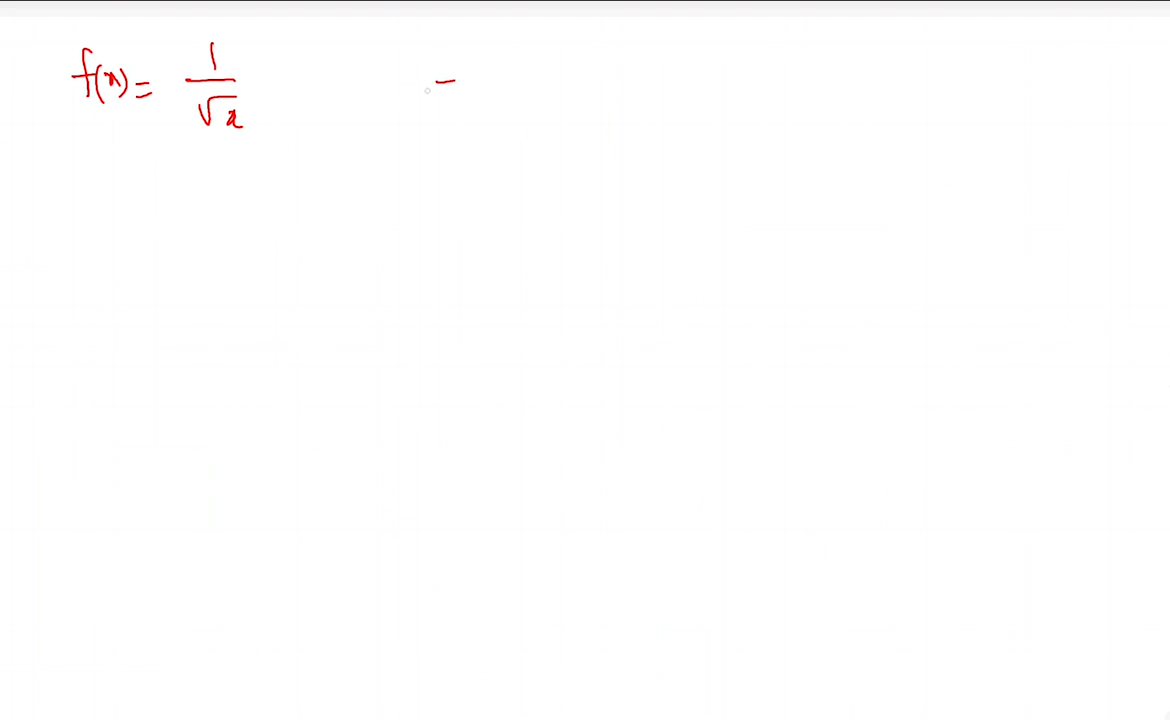 f(x) = 1/√x –